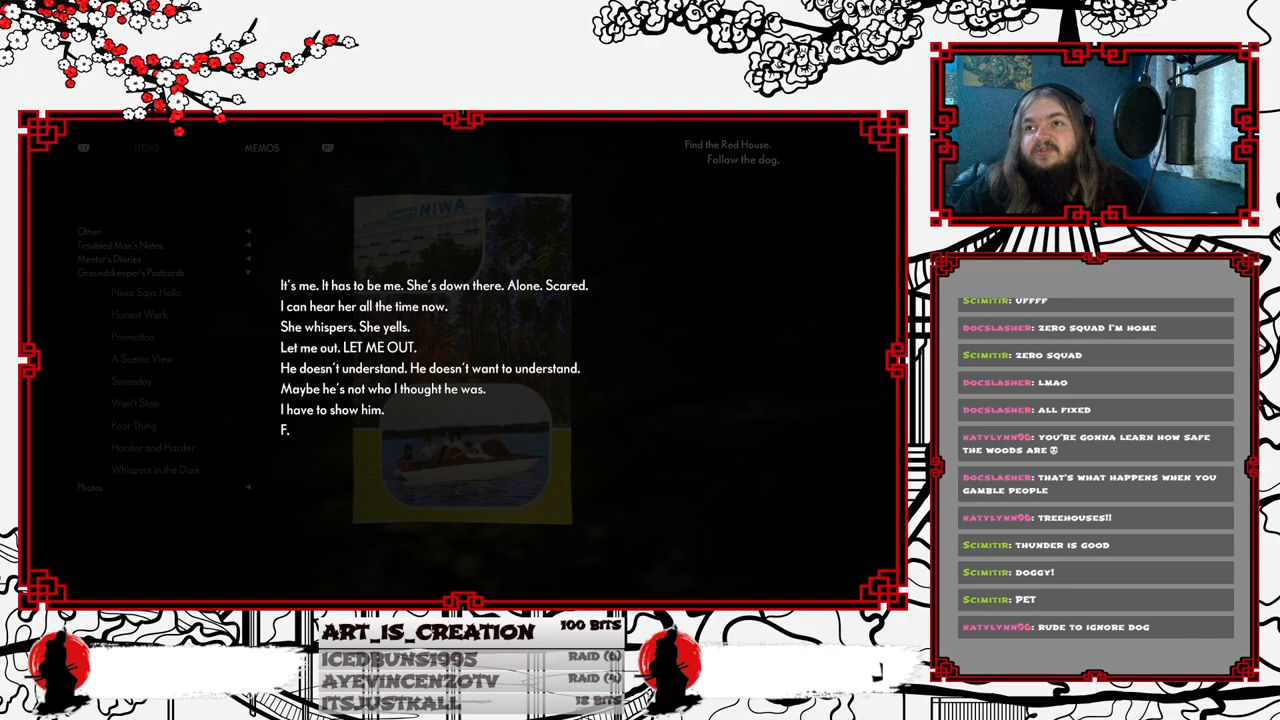 ITEMS
MEMOS
Find the Red House.
Follow the dog.
Other
Troubled Man's Notes
Mentor's Diaries
Groundskeeper's Postcards
Niwa Says Hello
Honest Work
Promotion
A Scenic View
Someday
Won't Stop
Poor Thing
Harder and Harder
Whispers in the Dark
Photos
NIWA
It's me. It has to be me. She's down there. Alone. Scared.
I can hear her all the time now.
She whispers. She yells.
Let me out. LET ME OUT.
He doesn't understand. He doesn't want to understand.
Maybe he's not who I thought he was.
I have to show him.
F.
SCIMITIR: UFFFF
DOCSLASHER: ZERO SQUAD I'M HOME
SCIMITIR: ZERO SQUAD
DOCSLASHER: LMAO
DOCSLASHER: ALL FIXED
KATYLYNN96: YOU'RE GONNA LEARN HOW SAFE
THE WOODS ARE
DOCSLASHER: THAT'S WHAT HAPPENS WHEN YOU
GAMBLE PEOPLE
KATYLYNN96: TREEHOUSES!!
SCIMITIR: THUNDER IS GOOD
SCIMITIR: DOGGY!
SCIMITIR: PET
KATYLYNN96: RUDE TO IGNORE DOG
ART_IS_CREATION 100 BITS
ICEDBUNS1995 RAID (6)
AYEVINCENZOTV RAID (4)
ITSJUSTKALL 18 BITS